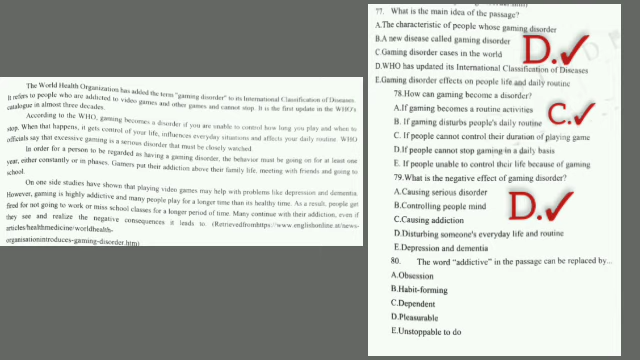 The World Health Organization has added the term "gaming disorder" to its International Classification of Diseases
It refers to people who are addicted to video games and other games and cannot stop. It is the first update in the WHO's
catalogue in almost three decades.
According to the WHO, gaming becomes a disorder if you are unable to control how long you play and when to
stop. When that happens, it gets control of your life, influences everyday situations and affects your daily routine. WHO
officials say that excessive gaming is a serious disorder that must be closely watched.
In order for a person to be regarded as having a gaming disorder, the behavior must be going on for at least one
year, either constantly or in phases. Gamers put their addiction above their family life, meeting with friends and going to
school.
On one side studies have shown that playing video games may help with problems like depression and dementia.
However, gaming is highly addictive and many people play for a longer time than its healthy time. As a result, people get
fired for not going to work or miss school classes for a longer period of time. Many continue with their addiction, even if
they see and realize the negative consequences it leads to (Retrievedfromhttps://www.englishonline.at/news-
articles/healthmedicine/worldhealth-
organisationintroduces-gaming-disorder.htm)
77. What is the main idea of the passage?
A.The characteristic of people whose gaming disorder
B.A new disease called gaming disorder
C.Gaming disorder cases in the world
D.WHO has updated its International Classification of Diseases
E.Gaming disorder effects on people life and daily routine
D.✓
78.How can gaming become a disorder?
A.If gaming becomes a routine activities
B. If gaming disturbs people's daily routine
C. If people cannot control their duration of playing game
D.If people cannot stop gaming in a daily basis
E. If people unable to control their life because of gaming
C.✓
79.What is the negative effect of gaming disorder?
A.Causing serious disorder
B.Controlling people mind
C.Causing addiction
D.Disturbing someone's everyday life and routine
E.Depression and dementia
D.✓
80. The word "addictive" in the passage can be replaced by...
A.Obsession
B.Habit-forming
C.Dependent
D.Pleasurable
E.Unstoppable to do